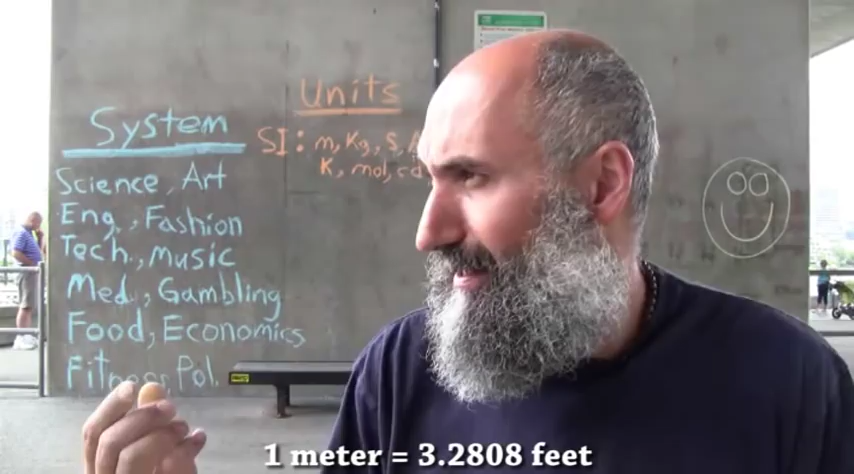 System
Science, Art
Eng., Fashion
Tech., Music
Med., Gambling
Food, Economics
Fitness, Pol.
Units
SI: m, Kg, S, A
K, mol, cd
1 meter = 3.2808 feet